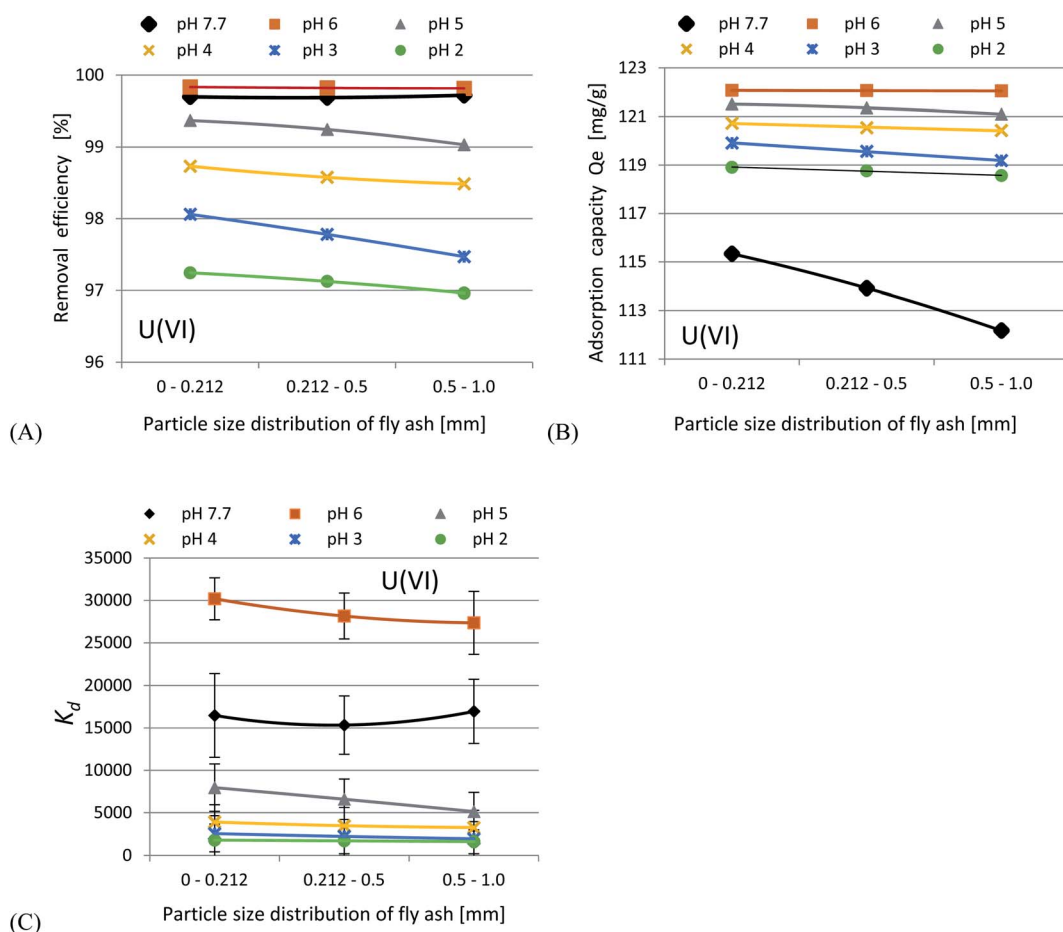 pH 7.7 pH 6 pH 5
pH 4 pH 3 pH 2
Removal efficiency [%]
100
99
98
97
96
U(VI)
0 - 0.212 0.212 - 0.5 0.5 - 1.0
Particle size distribution of fly ash [mm]
(A)
pH 7.7 pH 6 pH 5
pH 4 pH 3 pH 2
Adsorption capacity Qe [mg/g]
123
121
119
117
115
113
111
U(VI)
0 - 0.212 0.212 - 0.5 0.5 - 1.0
Particle size distribution of fly ash [mm]
(B)
pH 7.7 pH 6 pH 5
pH 4 pH 3 pH 2
U(VI)
Kd
35000
30000
25000
20000
15000
10000
5000
0
0 - 0.212 0.212 - 0.5 0.5 - 1.0
Particle size distribution of fly ash [mm]
(C)